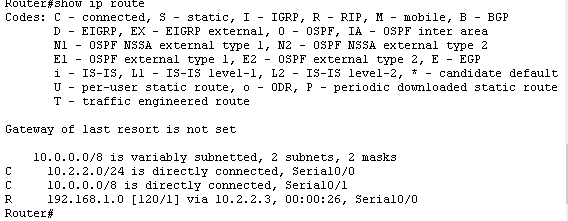 Router#show ip route
Codes: C - connected, S - static, I - IGRP, R - RIP, M - mobile, B - BGP
       D - EIGRP, EX - EIGRP external, O - OSPF, IA - OSPF inter area
       N1 - OSPF NSSA external type 1, N2 - OSPF NSSA external type 2
       E1 - OSPF external type 1, E2 - OSPF external type 2, E - EGP
       i - IS-IS, L1 - IS-IS level-1, L2 - IS-IS level-2, * - candidate default
       U - per-user static route, o - ODR, P - periodic downloaded static route
       T - traffic engineered route
Gateway of last resort is not set
     10.0.0.0/8 is variably subnetted, 2 subnets, 2 masks
C       10.2.2.0/24 is directly connected, Serial0/0
C       10.0.0.0/8 is directly connected, Serial0/1
R       192.168.1.0 [120/1] via 10.2.2.3, 00:00:26, Serial0/0
Router#